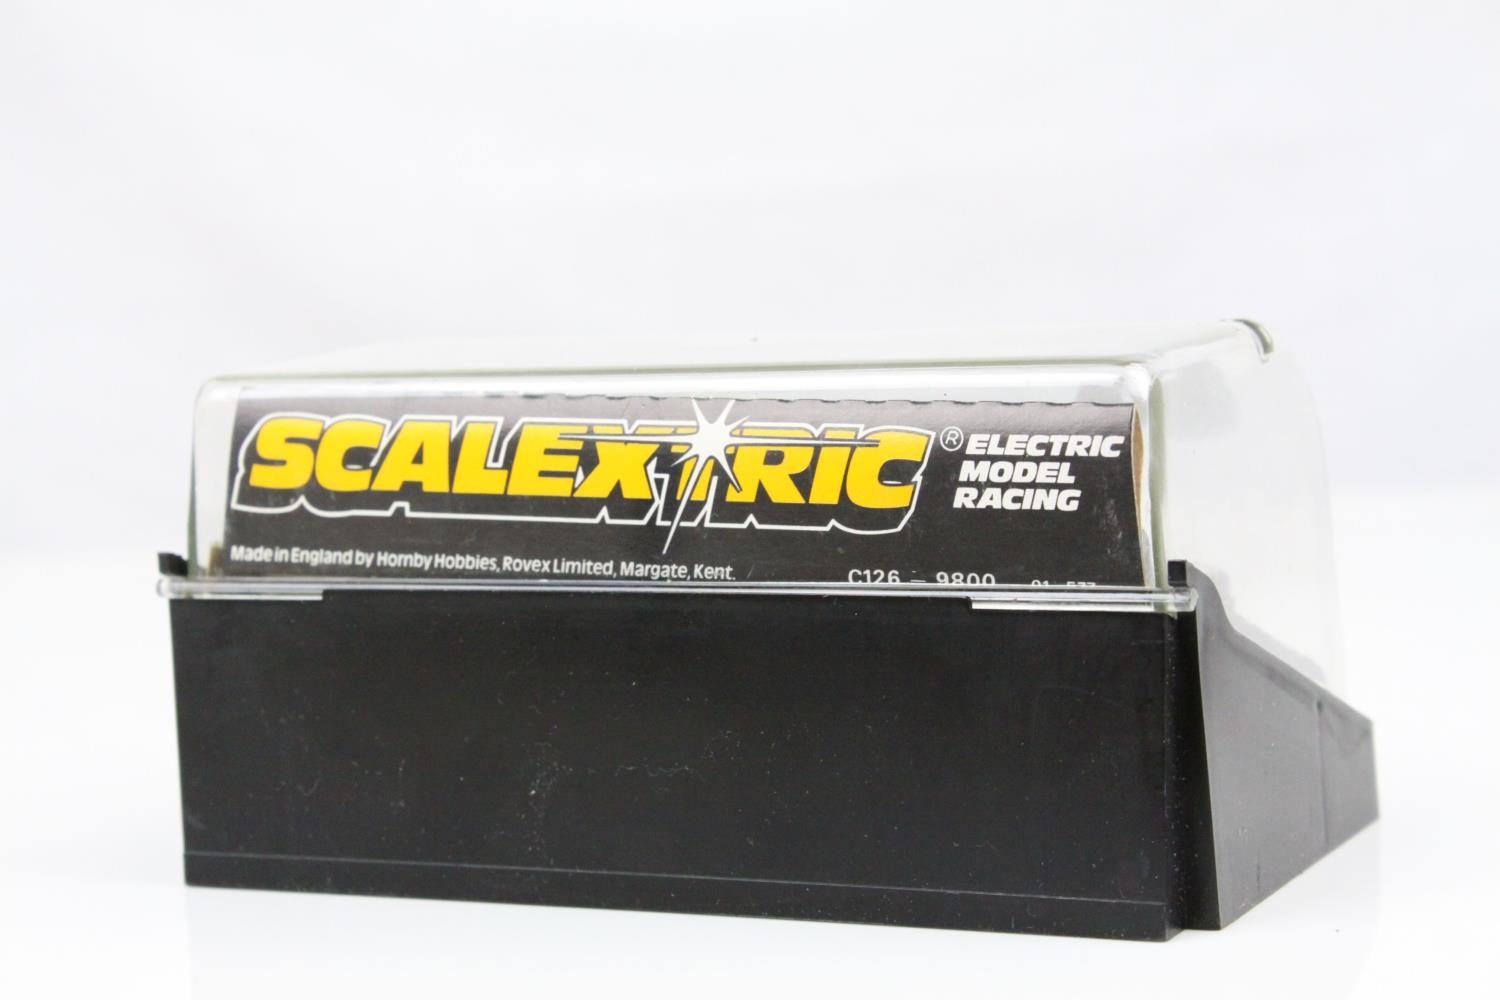 SCALEXTRIC ® ELECTRIC
MODEL
RACING
Made in England by Hornby Hobbies, Rovex Limited, Margate, Kent.
C126 – 9800